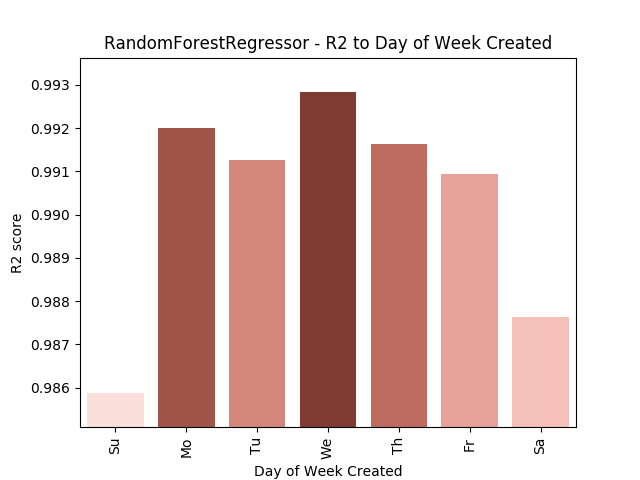 RandomForestRegressor - R2 to Day of Week Created
0.993
0.992
0.991
0.990
0.989
0.988
0.987
0.986
R2 score
Su
Mo
Tu
We
Th
Fr
Sa
Day of Week Created